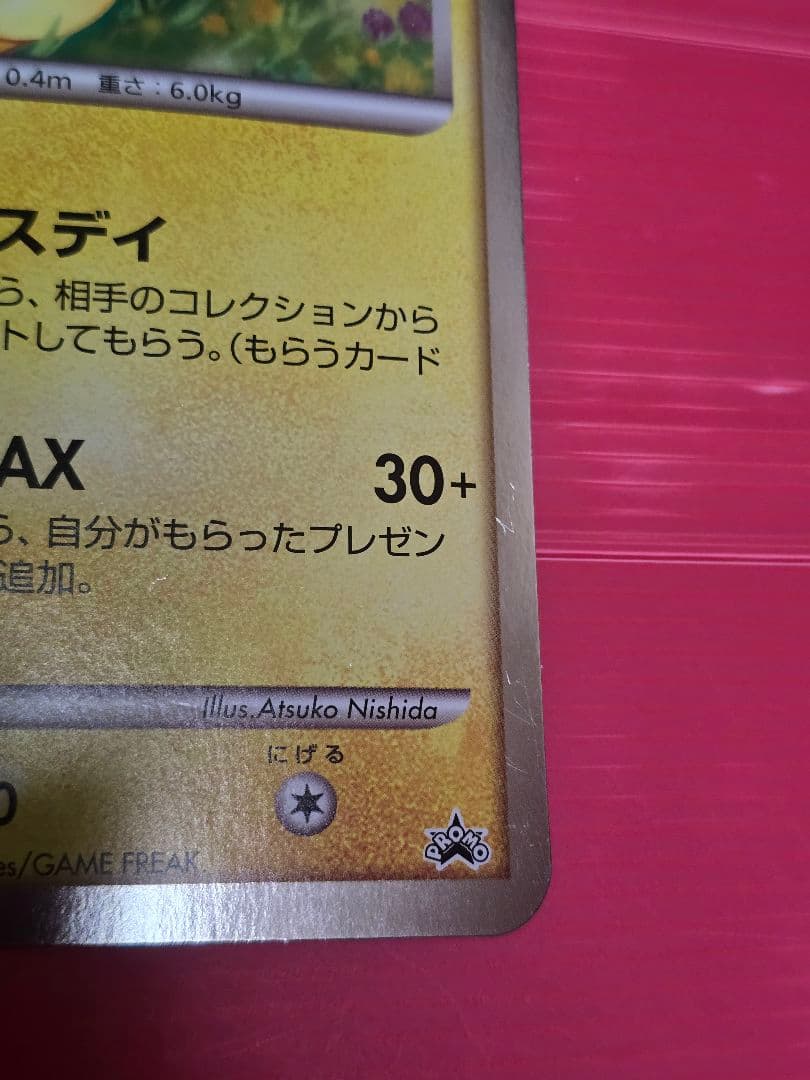 0.4m 重さ：6.0kg
スデイ
ら、相手のコレクションから
トしてもらう。（もらうカード
AX 30+
ら、自分がもらったプレゼン
追加。
Illus.Atsuko Nishida
にげる
0
es/GAME FREAK
PROMO